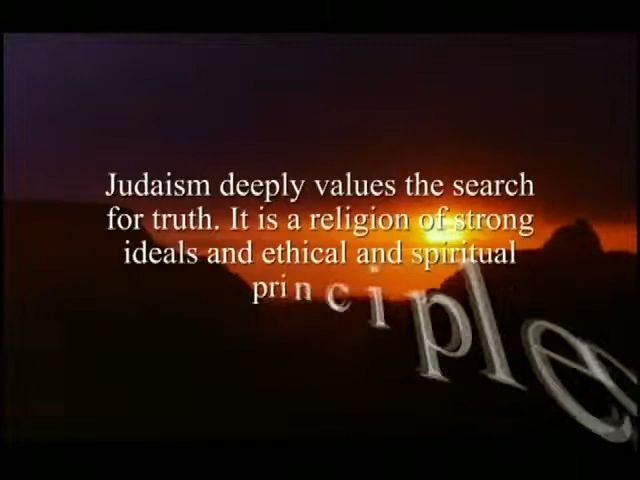 Judaism deeply values the search
for truth. It is a religion of strong
ideals and ethical and spiritual
principles